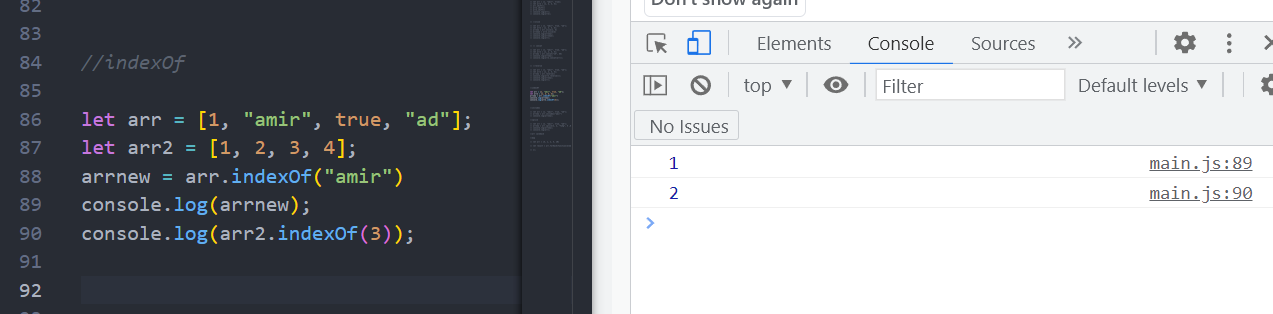 82
83
84 //indexOf
85
86 let arr = [1, "amir", true, "ad"];
87 let arr2 = [1, 2, 3, 4];
88 arrnew = arr.indexOf("amir")
89 console.log(arrnew);
90 console.log(arr2.indexOf(3));
91
92
Don't show again
Elements Console Sources
top Filter Default levels
No Issues
1 main.js:89
2 main.js:90